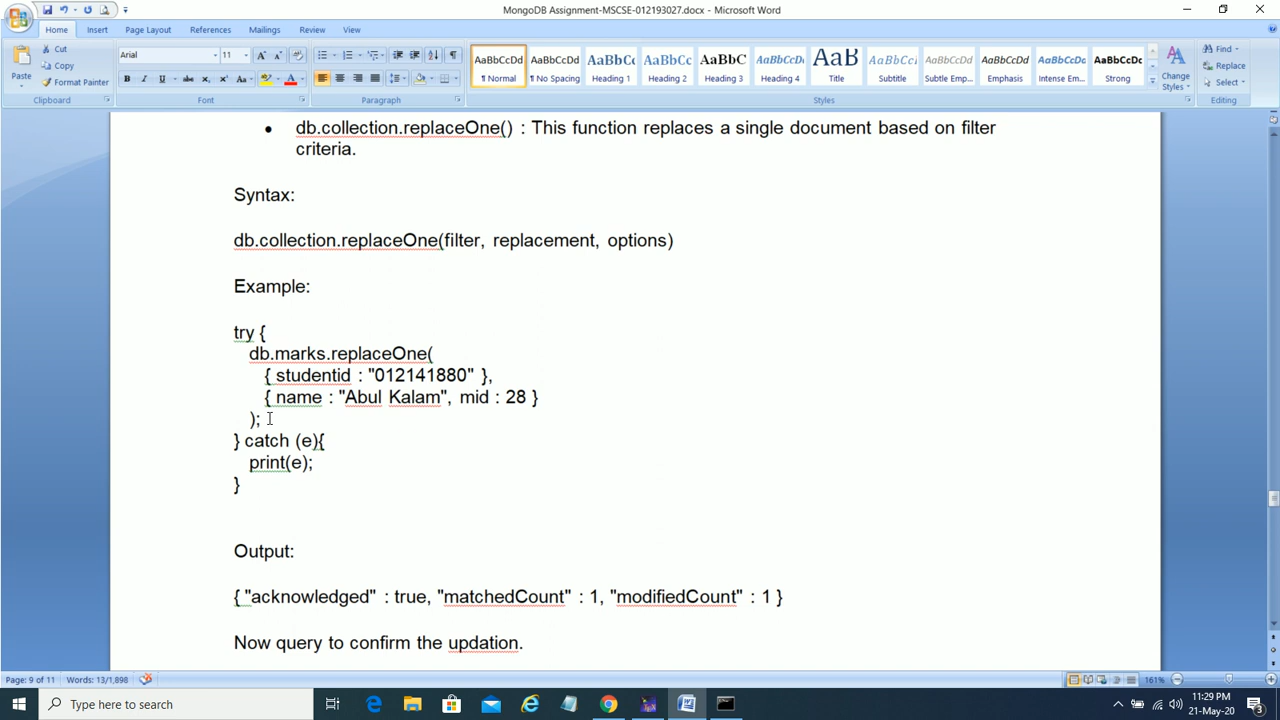 MongoDB Assignment-MSCSE-012193027.docx - Microsoft Word
Home Insert Page Layout References Mailings Review View
Paste Cut Copy Format Painter Clipboard
Arial 11 Font
Paragraph
AaBbCcDd ¶ Normal AaBbCcDd ¶ No Spacing AaBbCc Heading 1 AaBbCc Heading 2 AaBbC Heading 3 AaBbCcDd Heading 4 AaB Title AaBbCcDd Subtitle AaBbCcDd Subtle Emp... AaBbCcDd Emphasis AaBbCcDd Intense Em... AaBbCcDc Strong Change Styles Styles
Find Replace Select Editing
• db.collection.replaceOne() : This function replaces a single document based on filter
criteria.
Syntax:
db.collection.replaceOne(filter, replacement, options)
Example:
try {
db.marks.replaceOne(
{ studentid : "012141880" },
{ name : "Abul Kalam", mid : 28 }
);
} catch (e){
print(e);
}
Output:
{ "acknowledged" : true, "matchedCount" : 1, "modifiedCount" : 1 }
Now query to confirm the updation.
Page: 9 of 11 Words: 13/1,898 161%
Type here to search 11:29 PM
21-May-20